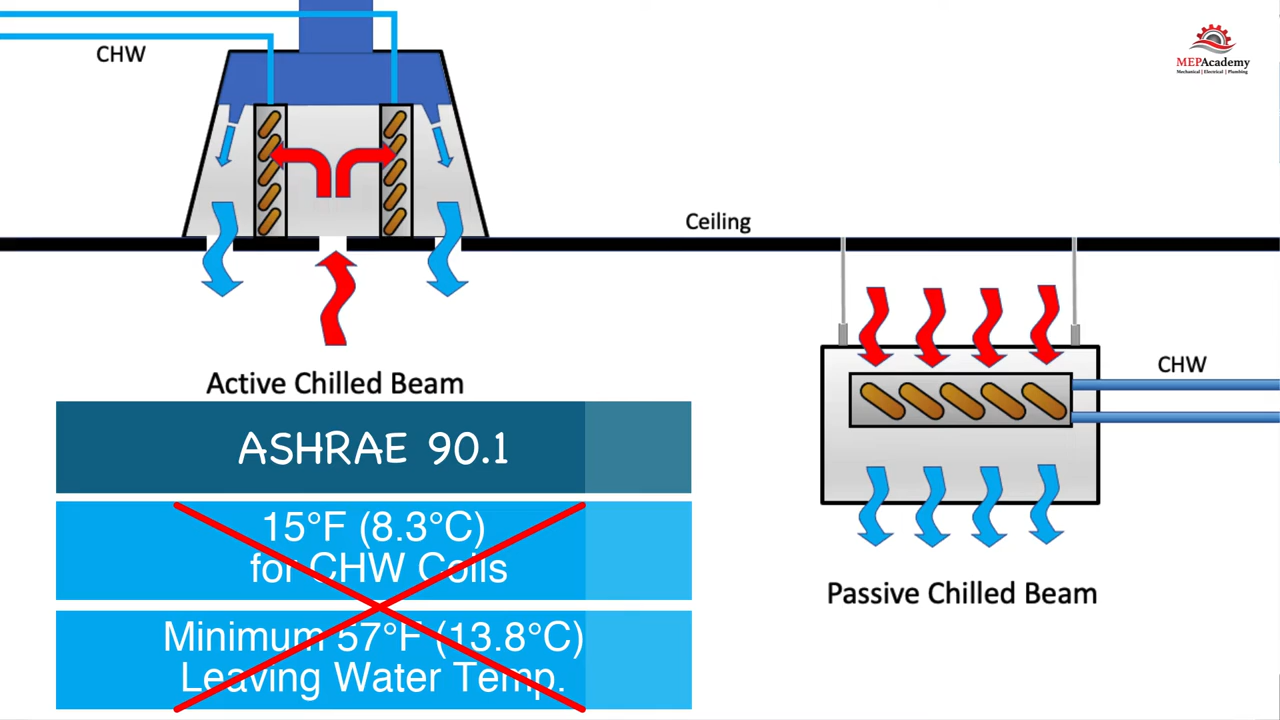 CHW
MEPAcademy
Mechanical | Electrical | Plumbing
Ceiling
CHW
Active Chilled Beam
ASHRAE 90.1
15°F (8.3°C)
for CHW Coils
Minimum 57°F (13.8°C)
Leaving Water Temp.
Passive Chilled Beam